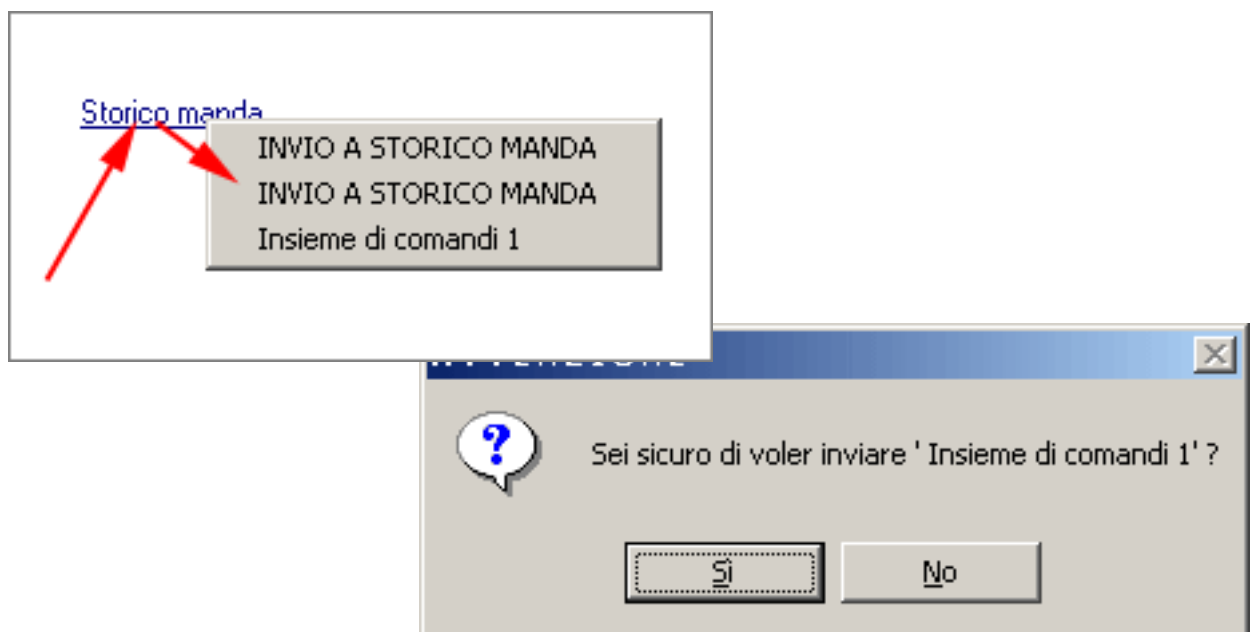 Storico manda
INVIO A STORICO MANDA
INVIO A STORICO MANDA
Insieme di comandi 1
Sei sicuro di voler inviare ' Insieme di comandi 1' ?
Sì
No